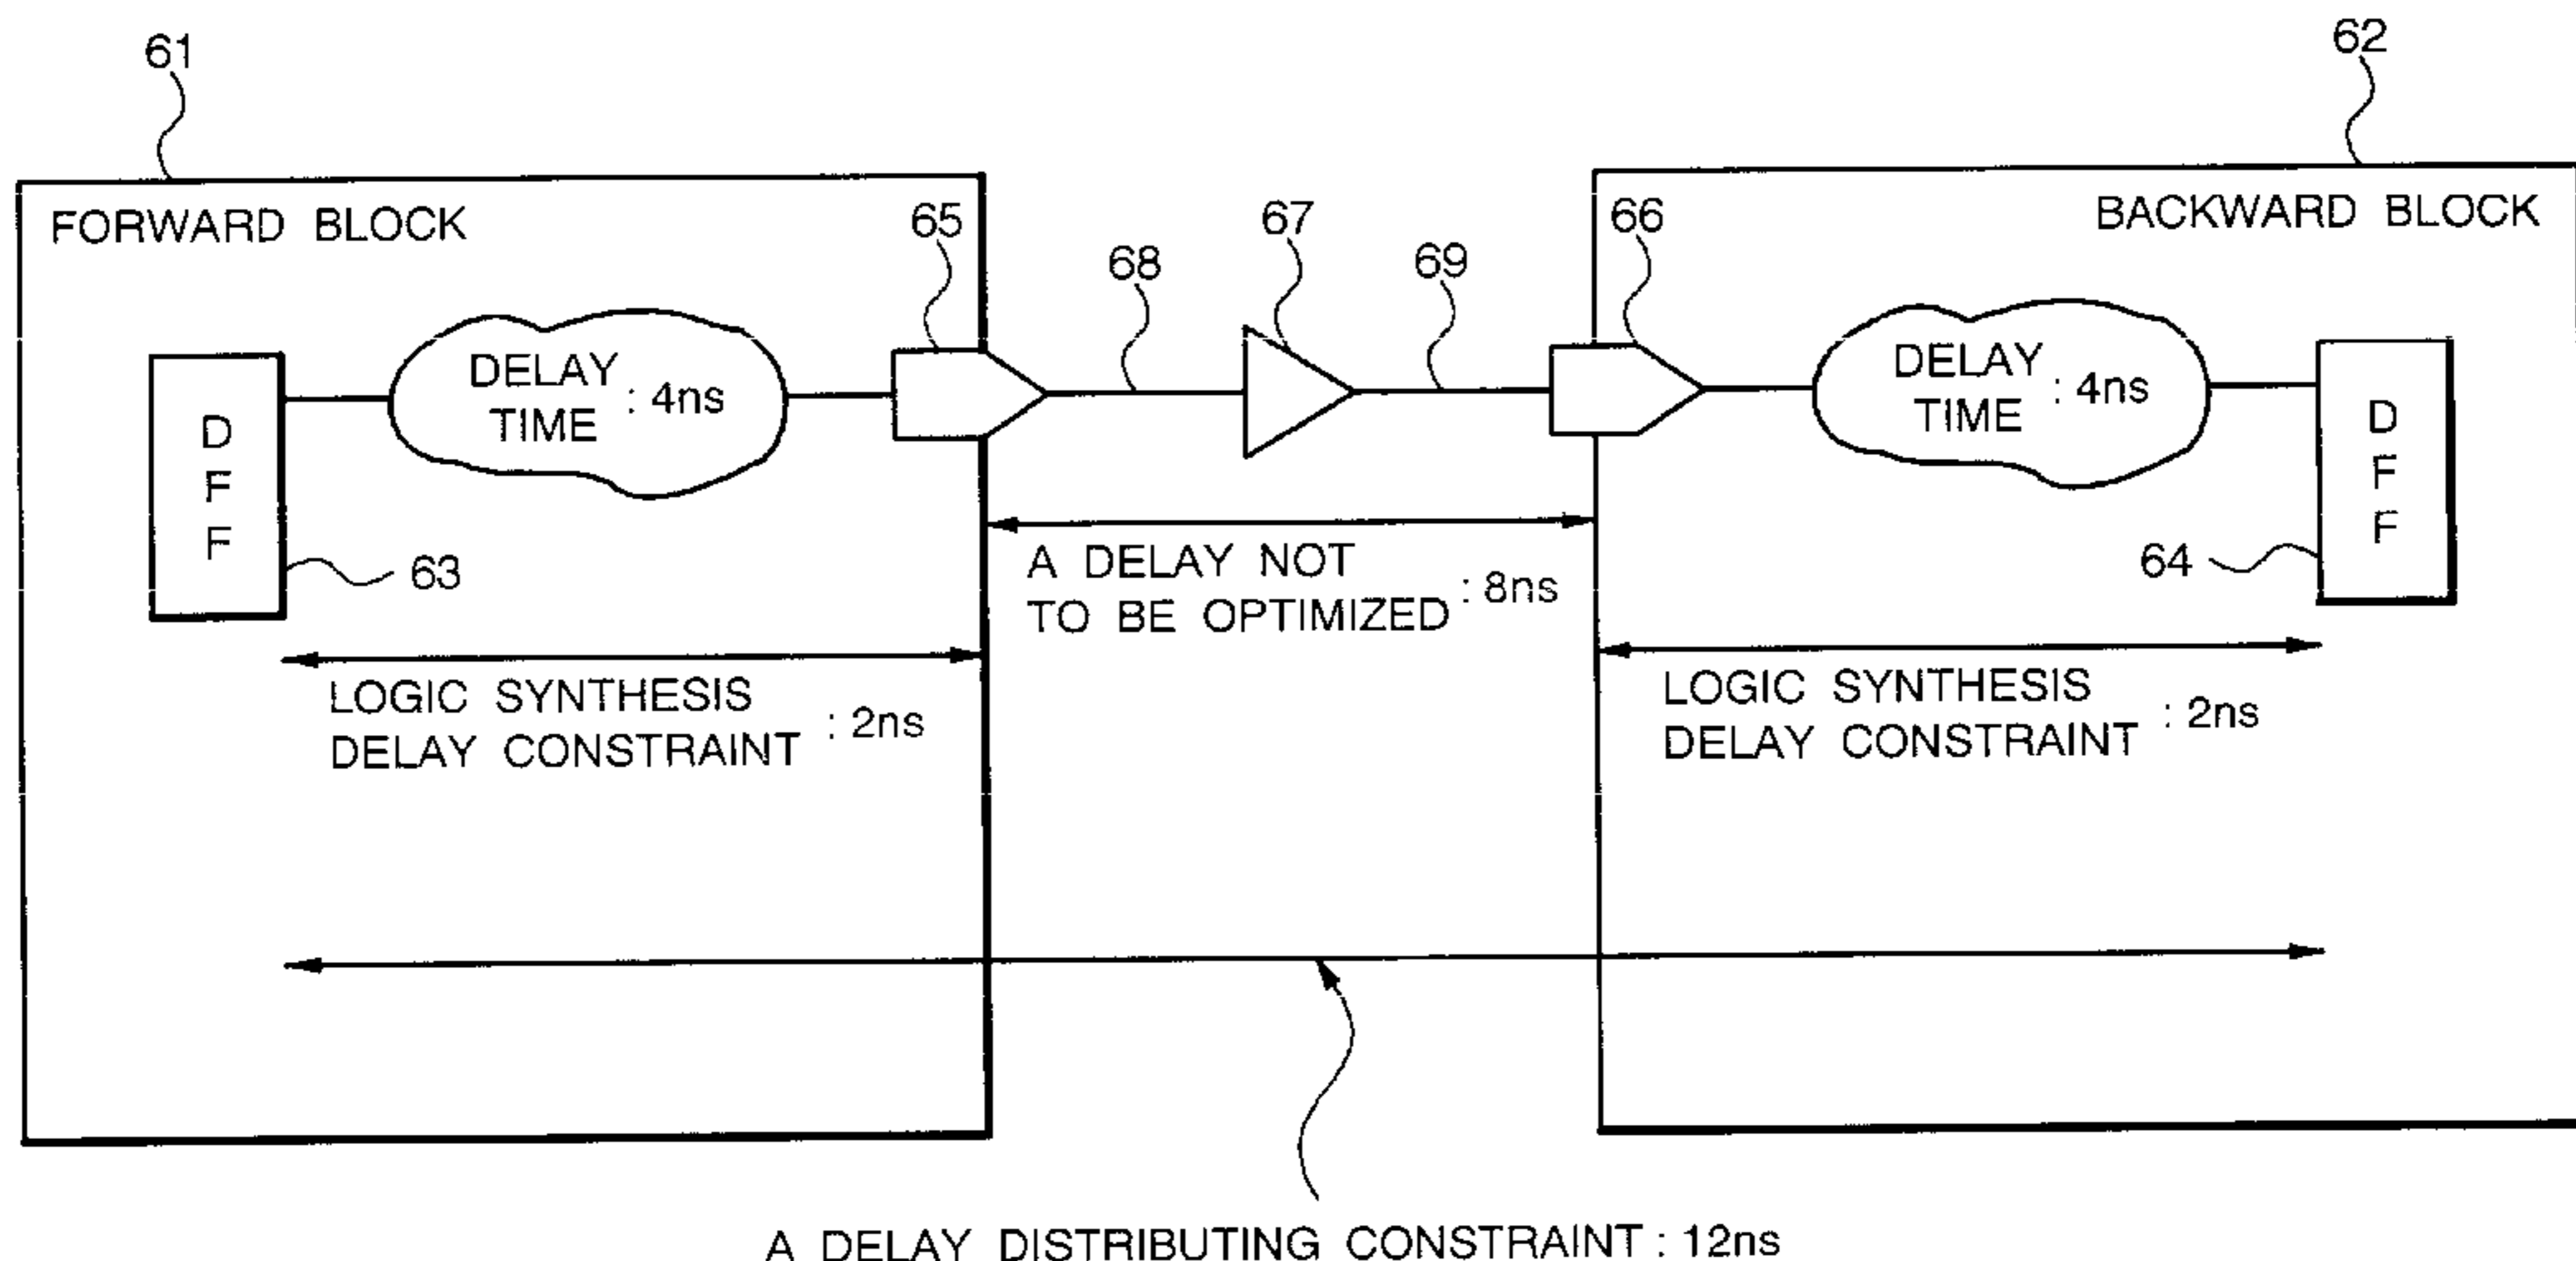 61
62
FORWARD BLOCK
BACKWARD BLOCK
65
67
66
68
69
DELAY
TIME
: 4ns
DELAY
TIME
: 4ns
D
F
F
D
F
F
63
64
A DELAY NOT
TO BE OPTIMIZED
: 8ns
LOGIC SYNTHESIS
DELAY CONSTRAINT
: 2ns
LOGIC SYNTHESIS
DELAY CONSTRAINT
: 2ns
A DELAY DISTRIBUTING CONSTRAINT : 12ns